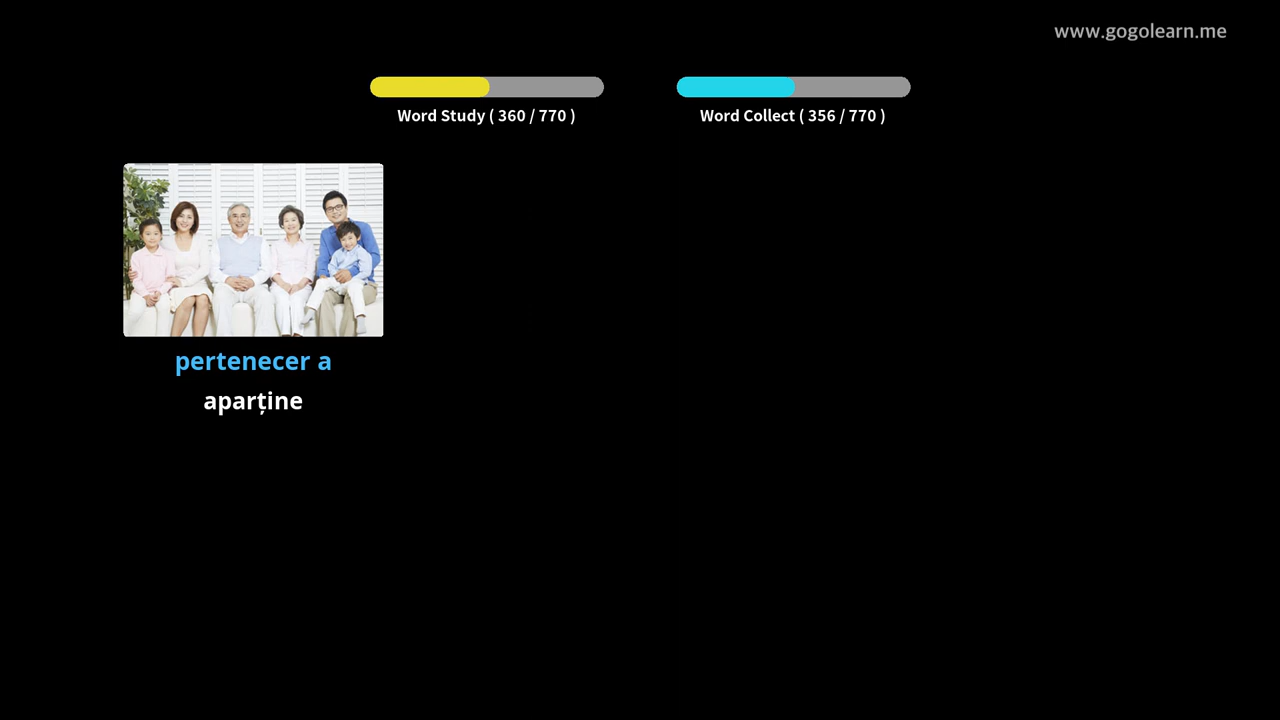 www.gogolearn.me
Word Study ( 360 / 770 )
Word Collect ( 356 / 770 )
pertenecer a
aparține